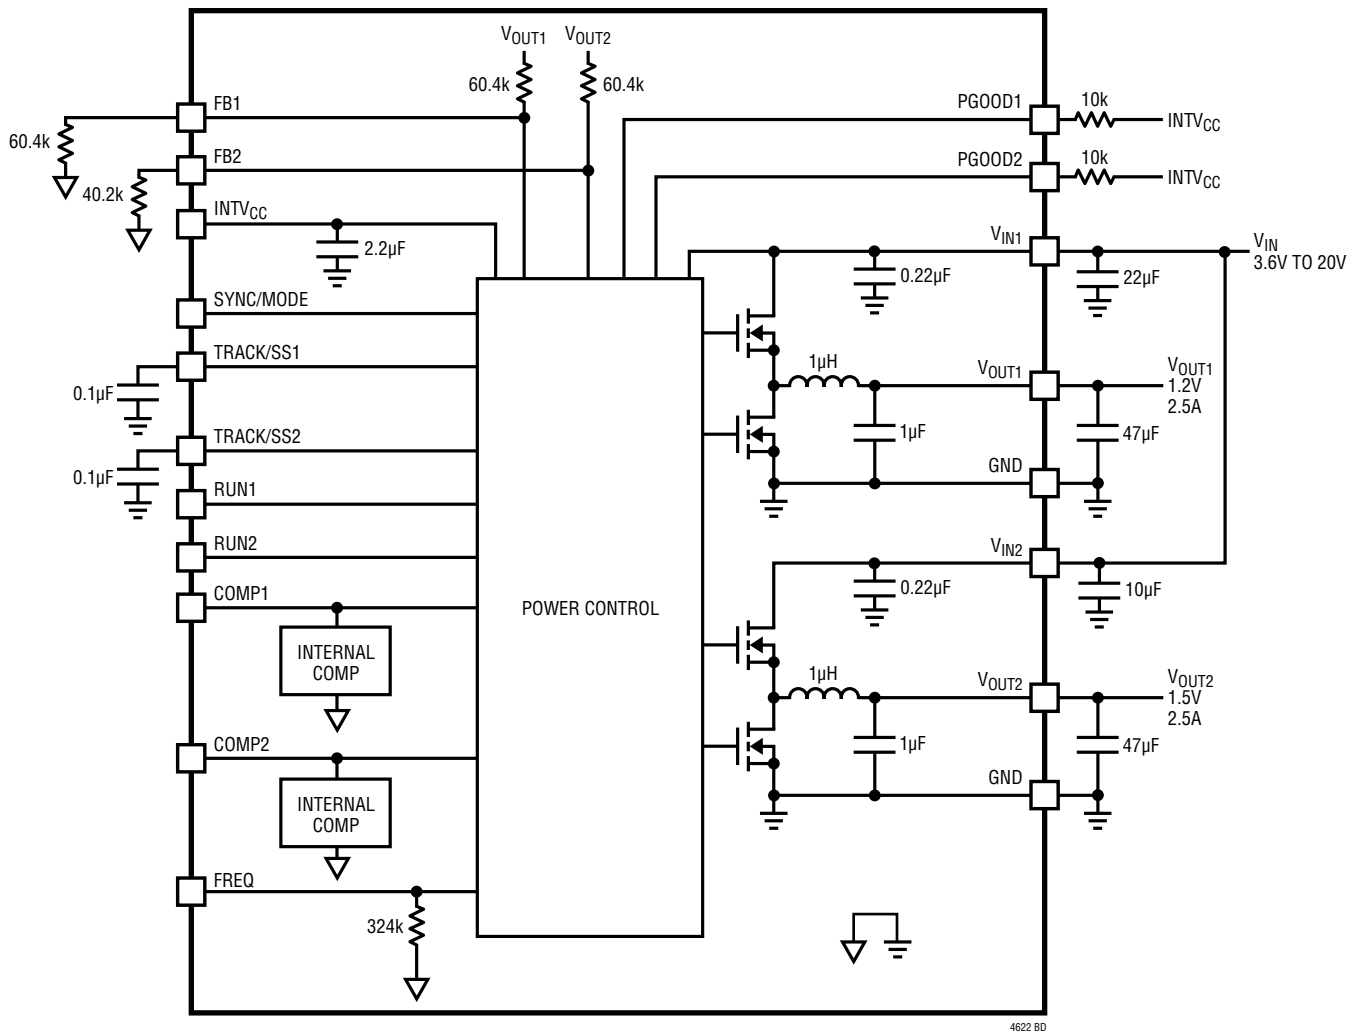 VOUT1
VOUT2
60.4k
60.4k
FB1
60.4k
FB2
40.2k
INTVCC
2.2µF
PGOOD1
10k
INTVCC
PGOOD2
10k
INTVCC
VIN1
0.22µF
22µF
VIN
3.6V TO 20V
SYNC/MODE
TRACK/SS1
0.1µF
TRACK/SS2
0.1µF
RUN1
RUN2
COMP1
INTERNAL
COMP
COMP2
INTERNAL
COMP
FREQ
324k
POWER CONTROL
1µH
VOUT1
VOUT1
1.2V
2.5A
1µF
47µF
GND
VIN2
0.22µF
10µF
1µH
VOUT2
VOUT2
1.5V
2.5A
1µF
47µF
GND
4622 BD